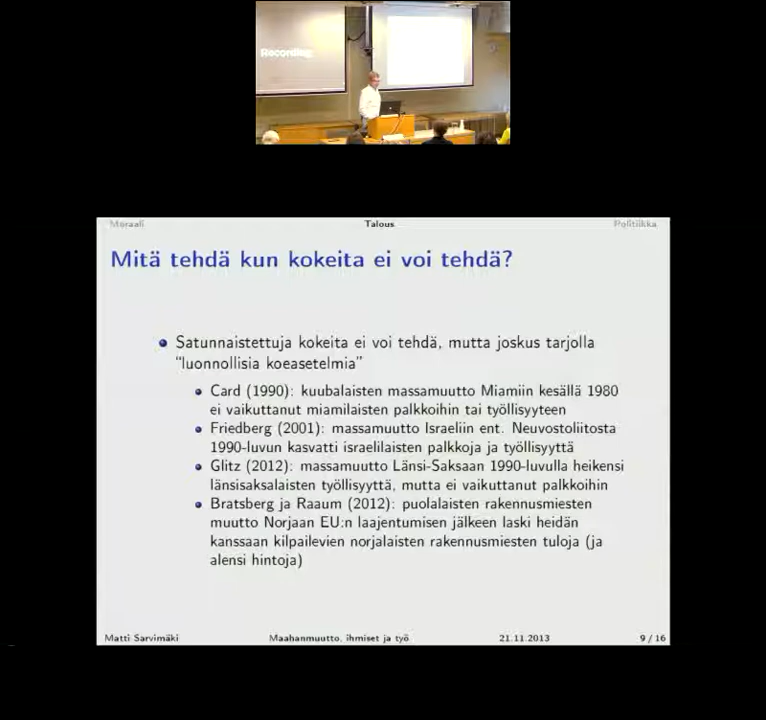 Recording
Moraali Talous Politiikka
Mitä tehdä kun kokeita ei voi tehdä?
Satunnaistettuja kokeita ei voi tehdä, mutta joskus tarjolla
"luonnollisia koeasetelmia"
Card (1990): kuubalaisten massamuutto Miamiin kesällä 1980
ei vaikuttanut miamilaisten palkkoihin tai työllisyyteen
Friedberg (2001): massamuutto Israeliin ent. Neuvostoliitosta
1990-luvun kasvatti israelilaisten palkkoja ja työllisyyttä
Glitz (2012): massamuutto Länsi-Saksaan 1990-luvulla heikensi
länsisaksalaisten työllisyyttä, mutta ei vaikuttanut palkkoihin
Bratsberg ja Raaum (2012): puolalaisten rakennusmiesten
muutto Norjaan EU:n laajentumisen jälkeen laski heidän
kanssaan kilpailevien norjalaisten rakennusmiesten tuloja (ja
alensi hintoja)
Matti Sarvimäki Maahanmuutto, ihmiset ja työ 21.11.2013 9 / 16